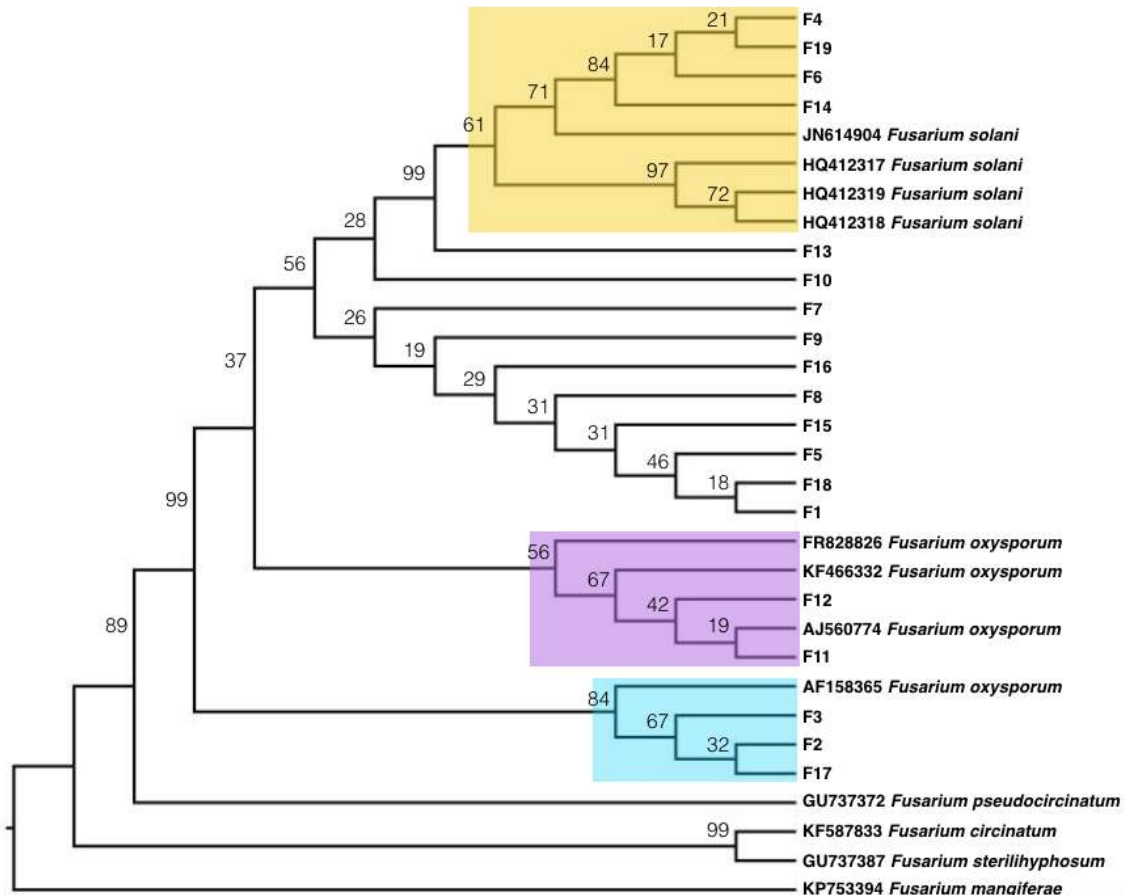 21 F4
17 F19
84 F6
71 F14
61 JN614904 Fusarium solani
97 HQ412317 Fusarium solani
99 72 HQ412319 Fusarium solani
28 HQ412318 Fusarium solani
F13
56 F10
26 F7
19 F9
37 29 F16
31 F8
31 F15
46 F5
18 F18
99 F1
56 FR828826 Fusarium oxysporum
67 KF466332 Fusarium oxysporum
42 F12
89 19 AJ560774 Fusarium oxysporum
F11
84 AF158365 Fusarium oxysporum
67 F3
32 F2
F17
GU737372 Fusarium pseudocircinatum
99 KF587833 Fusarium circinatum
GU737387 Fusarium sterilihyphosum
KP753394 Fusarium mangiferae